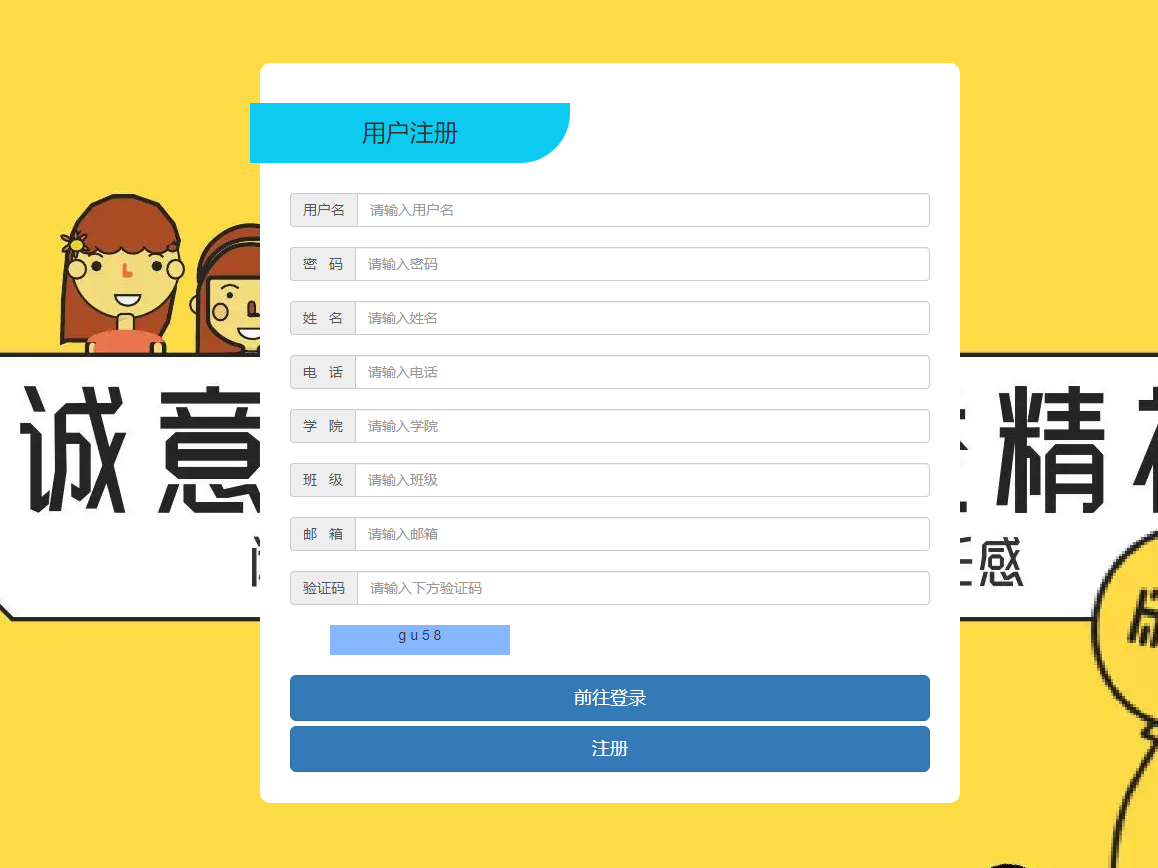 用户注册
用户名 请输入用户名
密 码 请输入密码
姓 名 请输入姓名
电 话 请输入电话
诚意 精
学 院 请输入学院
班 级 请输入班级
邮 箱 请输入邮箱
感
验证码 请输入下方验证码
gu58
前往登录
注册